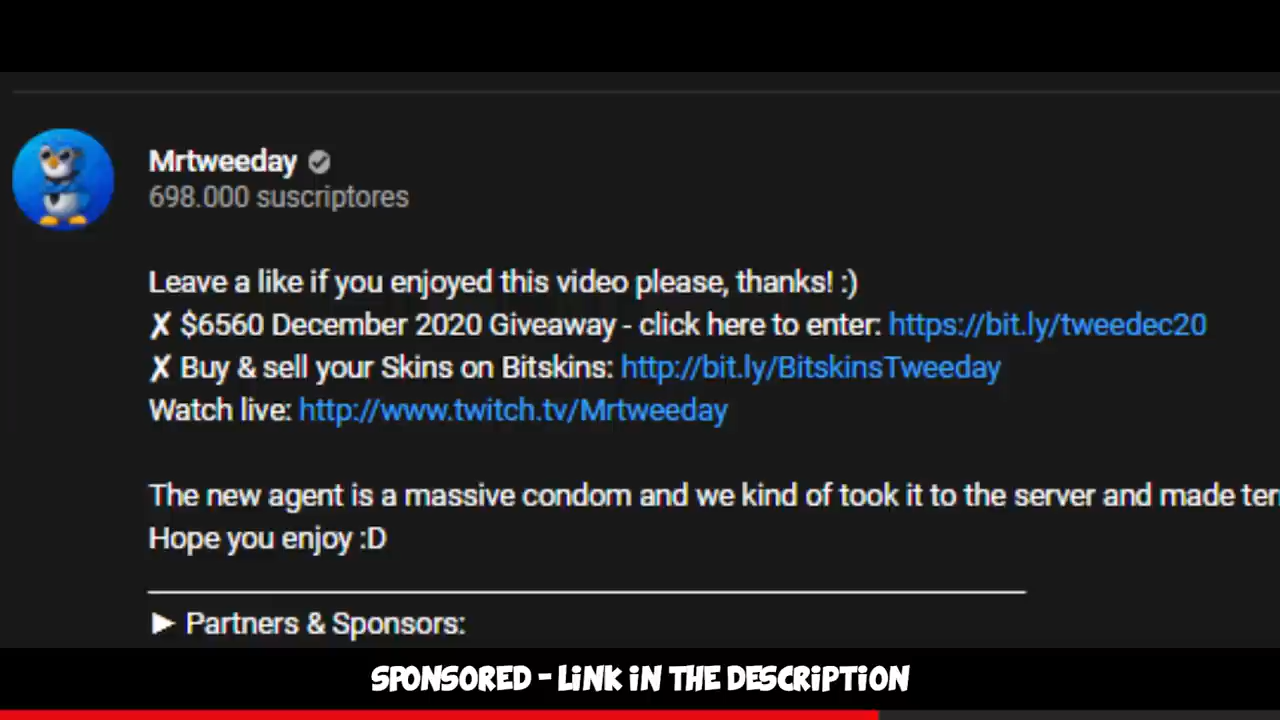 Mrtweeday
698.000 suscriptores
Leave a like if you enjoyed this video please, thanks! :)
✘ $6560 December 2020 Giveaway - click here to enter: https://bit.ly/tweedec20
✘ Buy & sell your Skins on Bitskins: http://bit.ly/BitskinsTweeday
Watch live: http://www.twitch.tv/Mrtweeday
The new agent is a massive condom and we kind of took it to the server and made
Hope you enjoy :D
► Partners & Sponsors:
SPONSORED - LINK IN THE DESCRIPTION